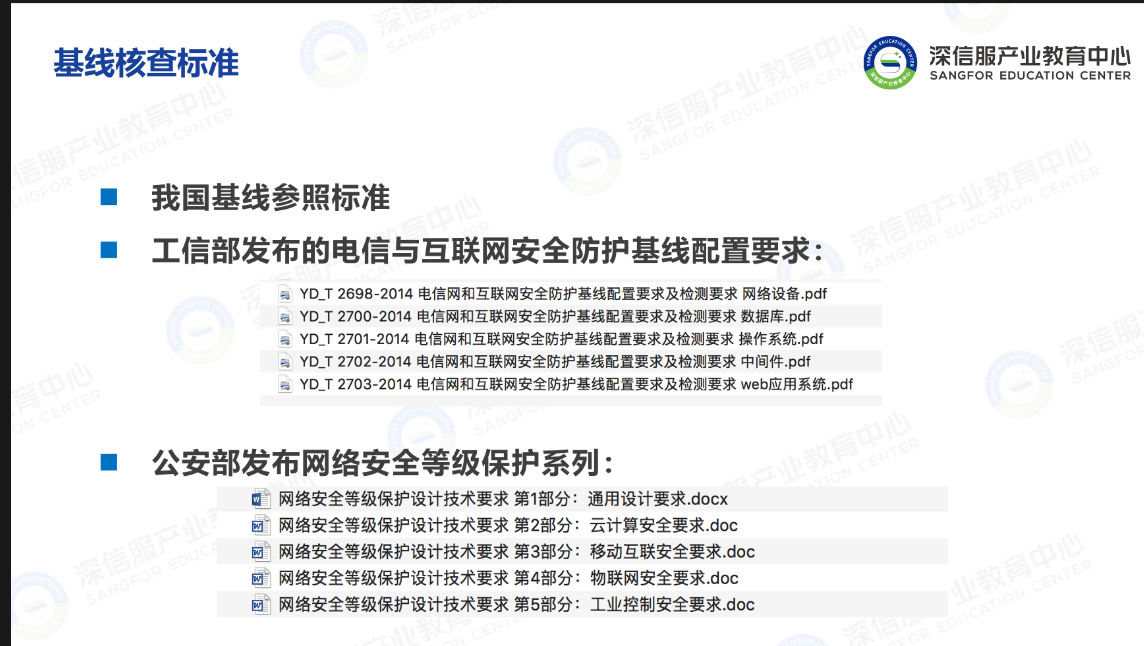 基线核查标准
深信服产业教育中心
SANGFOR EDUCATION CENTER
我国基线参照标准
工信部发布的电信与互联网安全防护基线配置要求：
YD_T 2698-2014 电信网和互联网安全防护基线配置要求及检测要求 网络设备.pdf
YD_T 2700-2014 电信网和互联网安全防护基线配置要求及检测要求 数据库.pdf
YD_T 2701-2014 电信网和互联网安全防护基线配置要求及检测要求 操作系统.pdf
YD_T 2702-2014 电信网和互联网安全防护基线配置要求及检测要求 中间件.pdf
YD_T 2703-2014 电信网和互联网安全防护基线配置要求及检测要求 web应用系统.pdf
公安部发布网络安全等级保护系列：
网络安全等级保护设计技术要求 第1部分：通用设计要求.docx
网络安全等级保护设计技术要求 第2部分：云计算安全要求.doc
网络安全等级保护设计技术要求 第3部分：移动互联安全要求.doc
网络安全等级保护设计技术要求 第4部分：物联网安全要求.doc
网络安全等级保护设计技术要求 第5部分：工业控制安全要求.doc